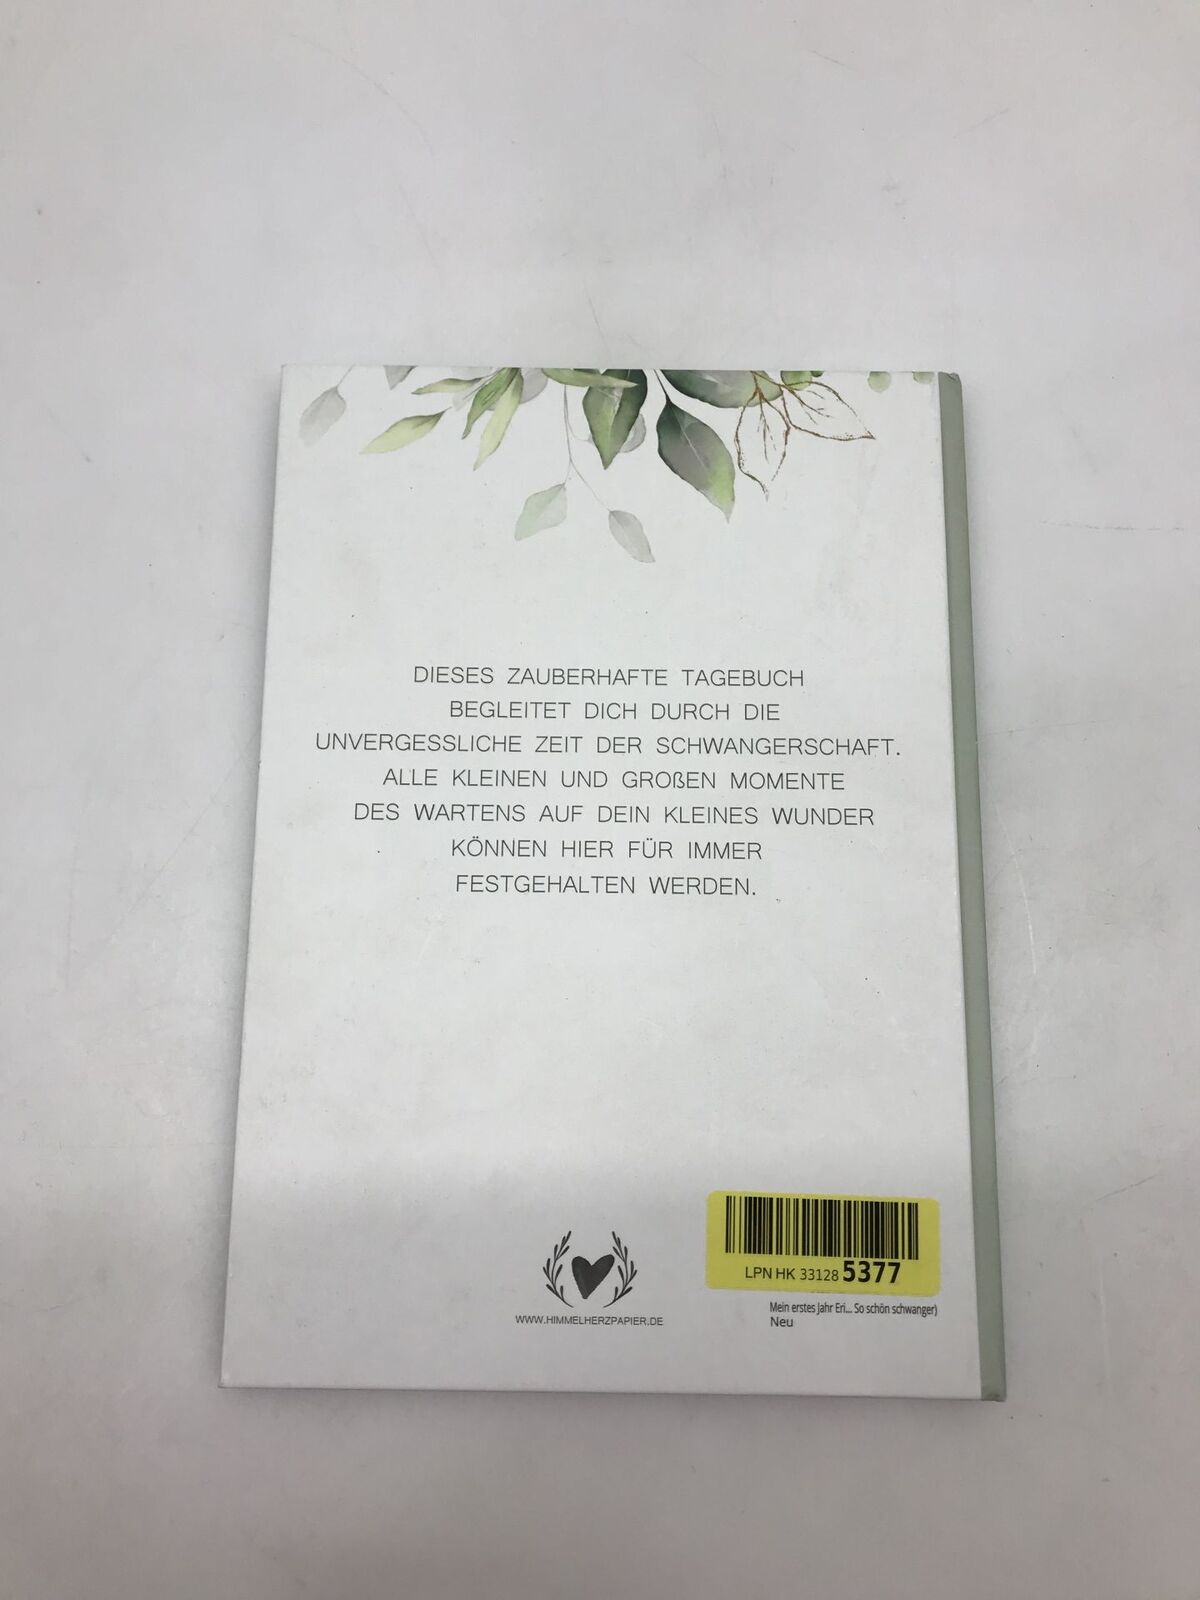 DIESES ZAUBERHAFTE TAGEBUCH
BEGLEITET DICH DURCH DIE
UNVERGESSLICHE ZEIT DER SCHWANGERSCHAFT.
ALLE KLEINEN UND GROßEN MOMENTE
DES WARTENS AUF DEIN KLEINES WUNDER
KÖNNEN HIER FÜR IMMER
FESTGEHALTEN WERDEN.
LPN HK 33128 5377
WWW.HIMMELHERZPAPIER.DE
Mein erstes Jahr Eri... So schön schwanger)
Neu